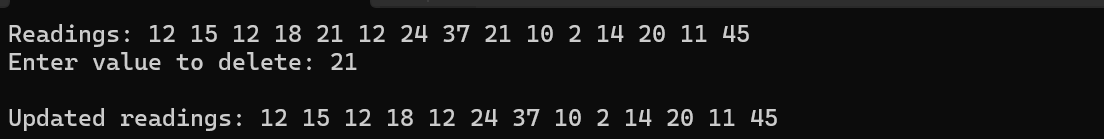 Readings: 12 15 12 18 21 12 24 37 21 10 2 14 20 11 45
Enter value to delete: 21
Updated readings: 12 15 12 18 12 24 37 10 2 14 20 11 45